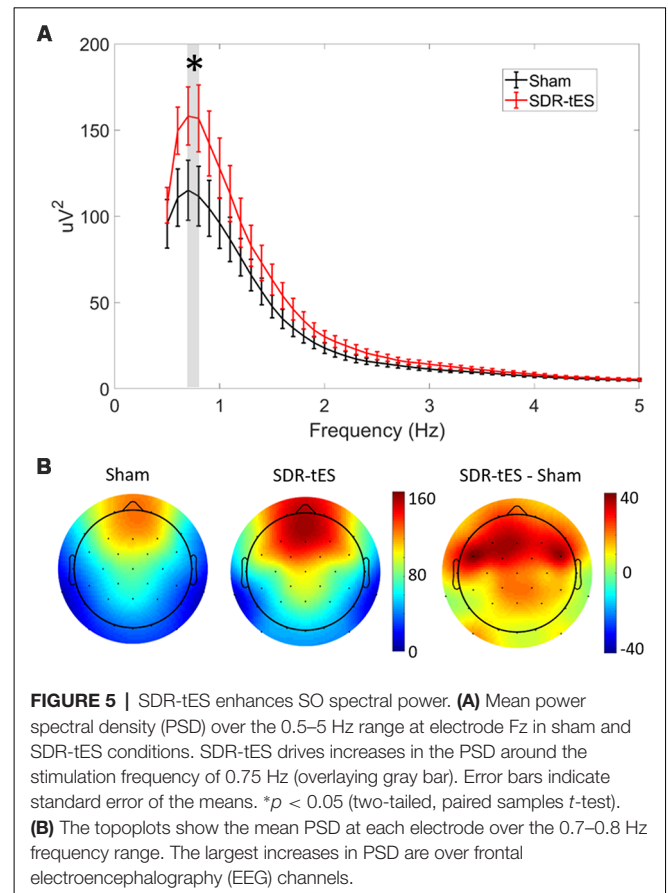 A
200
150
100
50
0
uV²
*
Sham
SDR-tES
0 1 2 3 4 5
Frequency (Hz)
B
Sham SDR-tES SDR-tES - Sham
160
80
0
40
0
-40
FIGURE 5 | SDR-tES enhances SO spectral power. (A) Mean power
spectral density (PSD) over the 0.5–5 Hz range at electrode Fz in sham and
SDR-tES conditions. SDR-tES drives increases in the PSD around the
stimulation frequency of 0.75 Hz (overlaying gray bar). Error bars indicate
standard error of the means. *p < 0.05 (two-tailed, paired samples t-test).
(B) The topoplots show the mean PSD at each electrode over the 0.7–0.8 Hz
frequency range. The largest increases in PSD are over frontal
electroencephalography (EEG) channels.